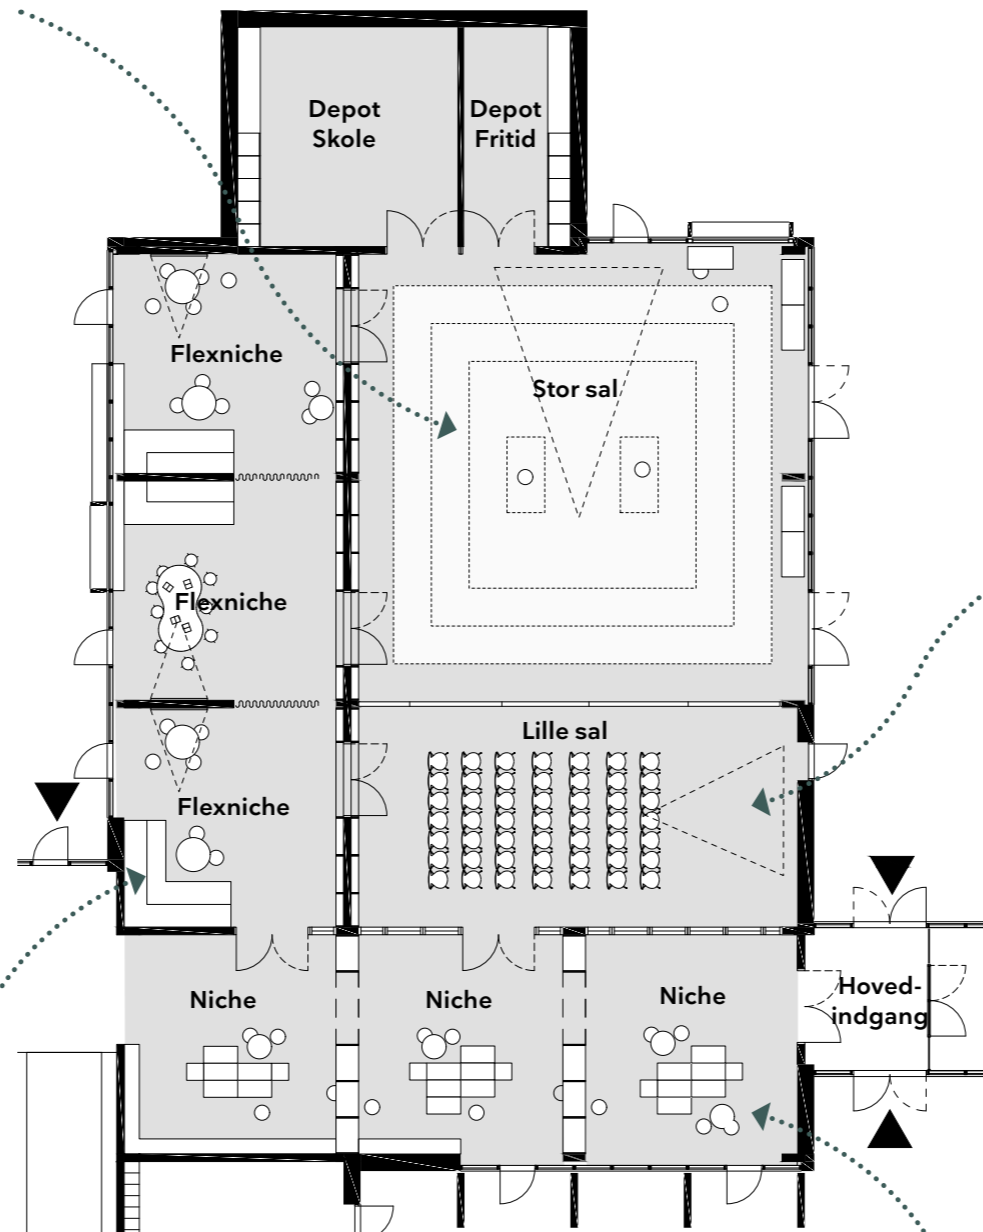 Depot
Skole
Depot
Fritid
Flexniche
Stor sal
Flexniche
Lille sal
Flexniche
Niche
Niche
Niche
Hoved-
indgang